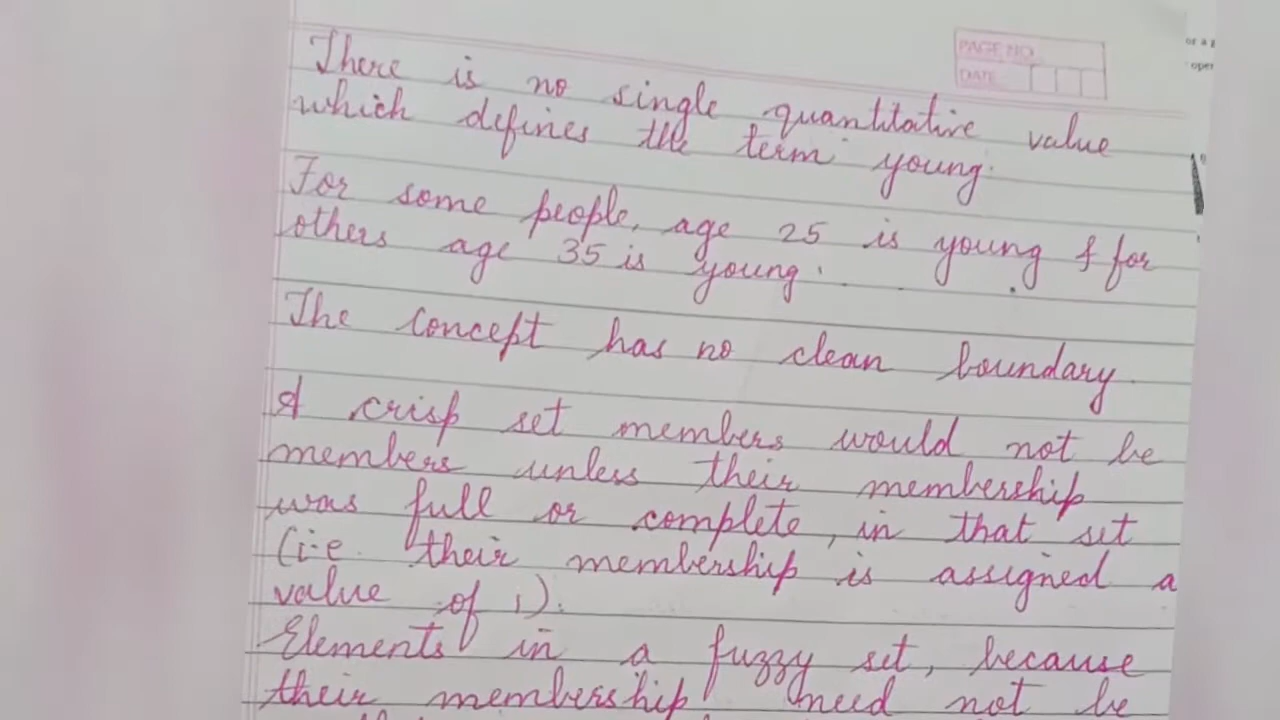 PAGE NO.
DATE
or a
oper
There is no single quantitative value
which defines the term young.
For some people, age 25 is young & for
others age 35 is young.
The concept has no clean boundary
A crisp set members would not be
members unless their membership
was full or complete, in that set
(i.e. their membership is assigned a
value of 1).
Elements in a fuzzy set, because
their membership need not be